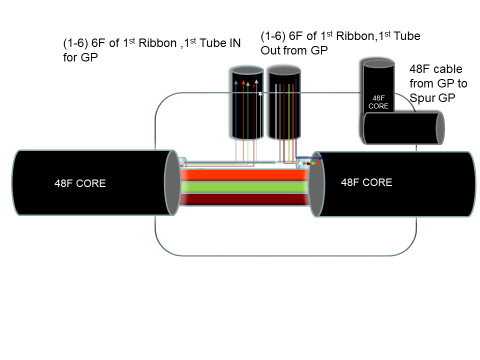 (1-6) 6F of 1st Ribbon ,1st Tube IN
for GP
(1-6) 6F of 1st Ribbon,1st Tube
Out from GP
48F cable
from GP to
Spur GP
48F
CORE
48F CORE
48F CORE